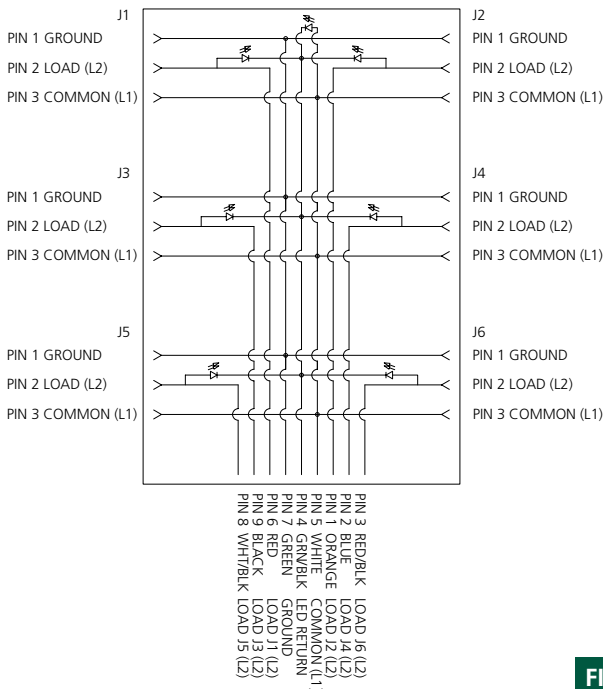 J1
PIN 1 GROUND
PIN 2 LOAD (L2)
PIN 3 COMMON (L1)
J2
PIN 1 GROUND
PIN 2 LOAD (L2)
PIN 3 COMMON (L1)
J3
PIN 1 GROUND
PIN 2 LOAD (L2)
PIN 3 COMMON (L1)
J4
PIN 1 GROUND
PIN 2 LOAD (L2)
PIN 3 COMMON (L1)
J5
PIN 1 GROUND
PIN 2 LOAD (L2)
PIN 3 COMMON (L1)
J6
PIN 1 GROUND
PIN 2 LOAD (L2)
PIN 3 COMMON (L1)
PIN 3 RED/BLK LOAD J6 (L2)
PIN 2 BLUE LOAD J4 (L2)
PIN 1 ORANGE LOAD J2 (L2)
PIN 5 WHITE COMMON (L1
PIN 4 GRN/BLK LED RETURN
PIN 7 GREEN GROUND
PIN 6 RED LOAD J1 (L2)
PIN 9 BLACK LOAD J3 (L2)
PIN 8 WHT/BLK LOAD J5 (L2)